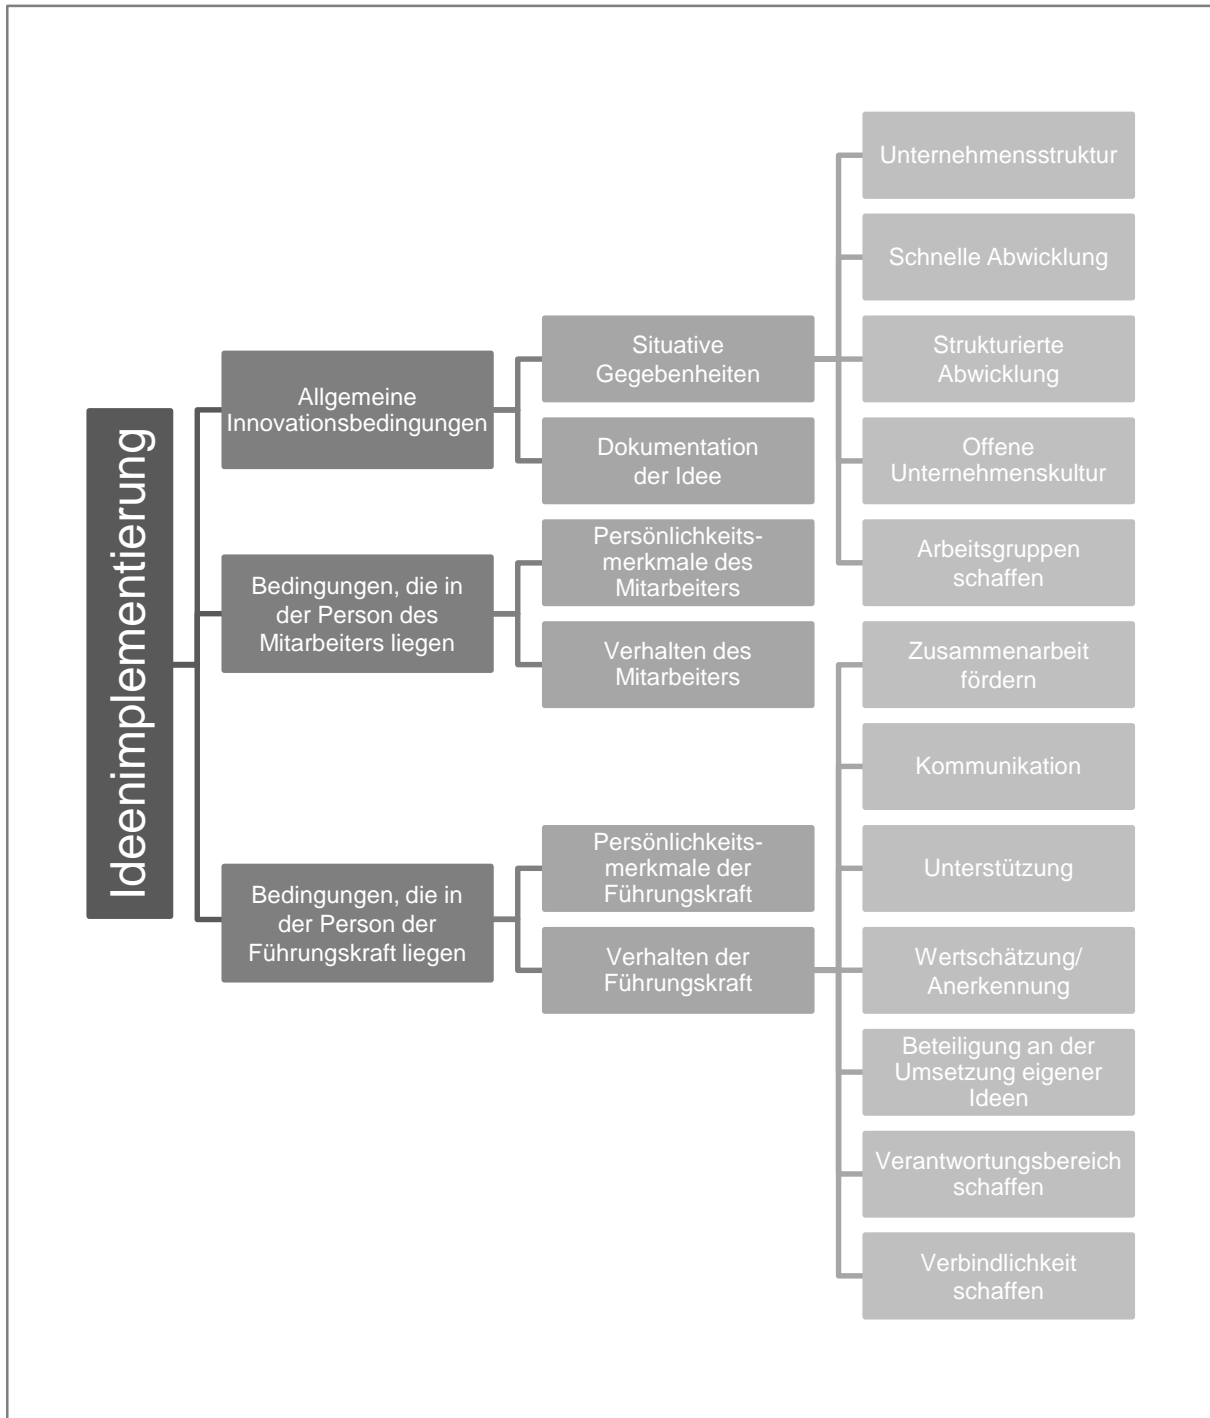 Ideenimplementierung
Allgemeine
Innovationsbedingungen
Situative
Gegebenheiten
Unternehmensstruktur
Schnelle Abwicklung
Strukturierte
Abwicklung
Offene
Unternehmenskultur
Arbeitsgruppen
schaffen
Dokumentation
der Idee
Bedingungen, die in
der Person des
Mitarbeiters liegen
Persönlichkeits-
merkmale des
Mitarbeiters
Verhalten des
Mitarbeiters
Bedingungen, die in
der Person der
Führungskraft liegen
Persönlichkeits-
merkmale der
Führungskraft
Verhalten der
Führungskraft
Zusammenarbeit
fördern
Kommunikation
Unterstützung
Wertschätzung/
Anerkennung
Beteiligung an der
Umsetzung eigener
Ideen
Verantwortungsbereich
schaffen
Verbindlichkeit
schaffen